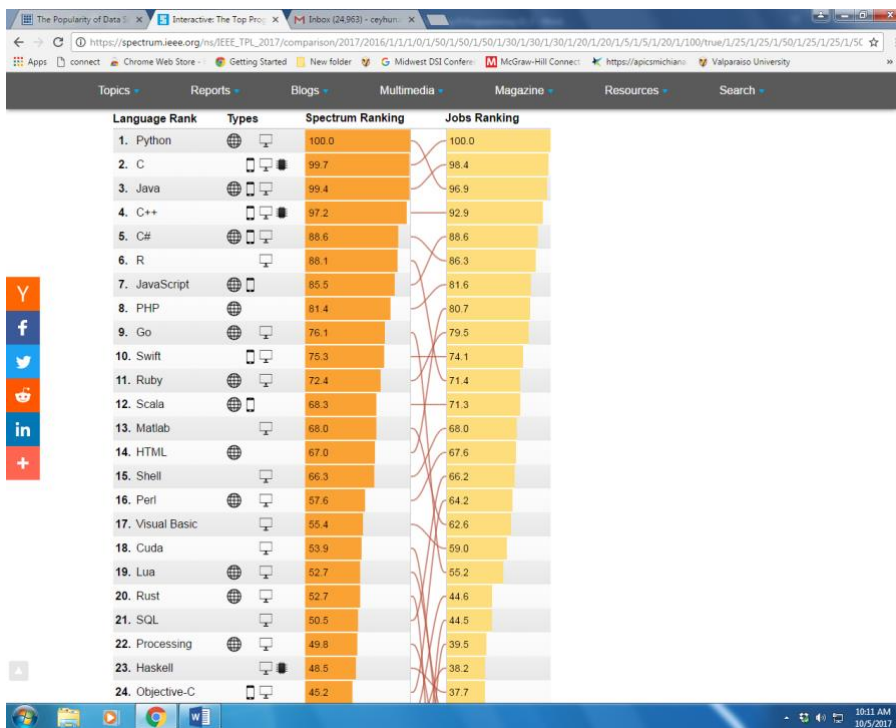 The Popularity of Data S
Interactive: The Top Prog
Inbox (24,963) - ceyhun
https://spectrum.ieee.org/ns/IEEE_TPL_2017/comparison/2017/2016/1/1/1/0/1/50/1/50/1/50/1/30/1/30/1/30/1/20/1/20/1/5/1/5/1/20/1/100/true/1/25/1/25/1/50/1/25/1/25/1/50
Apps connect Chrome Web Store - Getting Started New folder Midwest DSI Confere McGraw-Hill Connect https://apicsmichiana Valparaiso University »
Topics Reports Blogs Multimedia Magazine Resources Search
Language Rank Types Spectrum Ranking Jobs Ranking
1. Python 100.0 100.0
2. C 99.7 98.4
3. Java 99.4 96.9
4. C++ 97.2 92.9
5. C# 88.6 88.6
6. R 88.1 86.3
7. JavaScript 85.5 81.6
8. PHP 81.4 80.7
9. Go 76.1 79.5
10. Swift 75.3 74.1
11. Ruby 72.4 71.4
12. Scala 68.3 71.3
13. Matlab 68.0 68.0
14. HTML 67.0 67.6
15. Shell 66.3 66.2
16. Perl 57.6 64.2
17. Visual Basic 55.4 62.6
18. Cuda 53.9 59.0
19. Lua 52.7 55.2
20. Rust 52.7 44.6
21. SQL 50.5 44.5
22. Processing 49.8 39.5
23. Haskell 48.5 38.2
24. Objective-C 45.2 37.7
Y
f
in
+
10:11 AM
10/5/2017